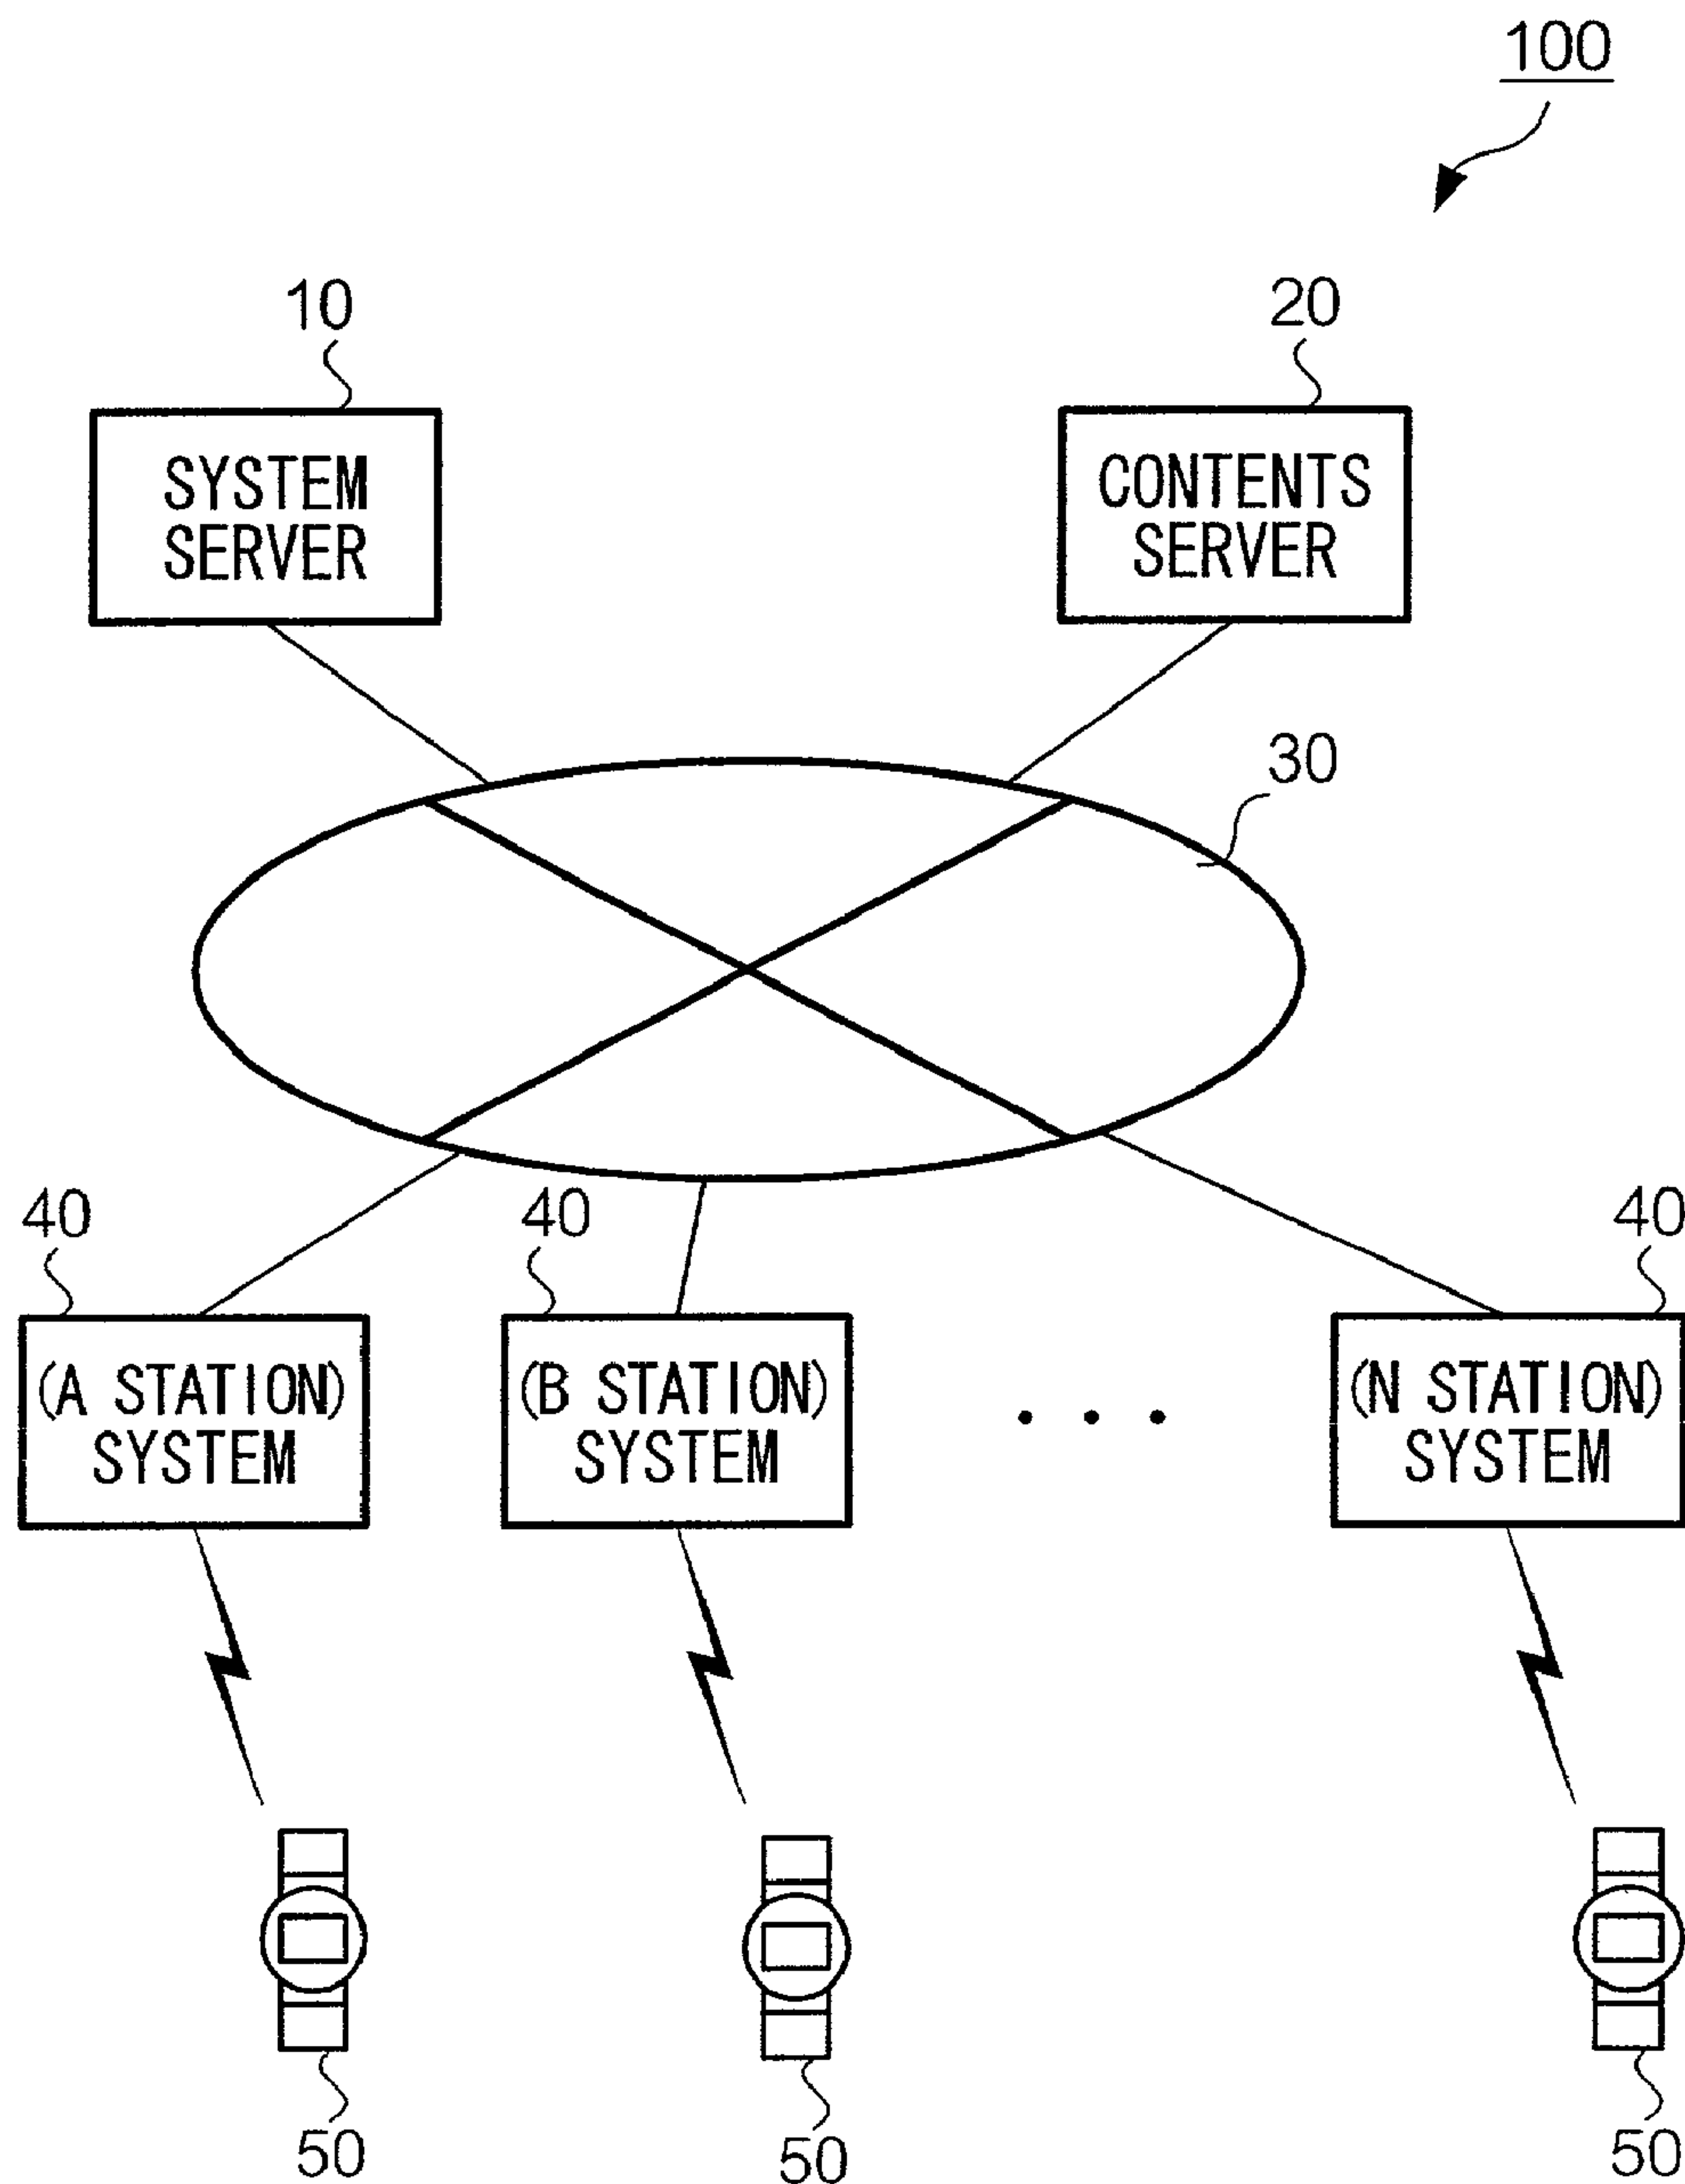 100
10
20
SYSTEM
SERVER
CONTENTS
SERVER
30
40
40
40
(A STATION)
SYSTEM
(B STATION)
SYSTEM
(N STATION)
SYSTEM
50
50
50